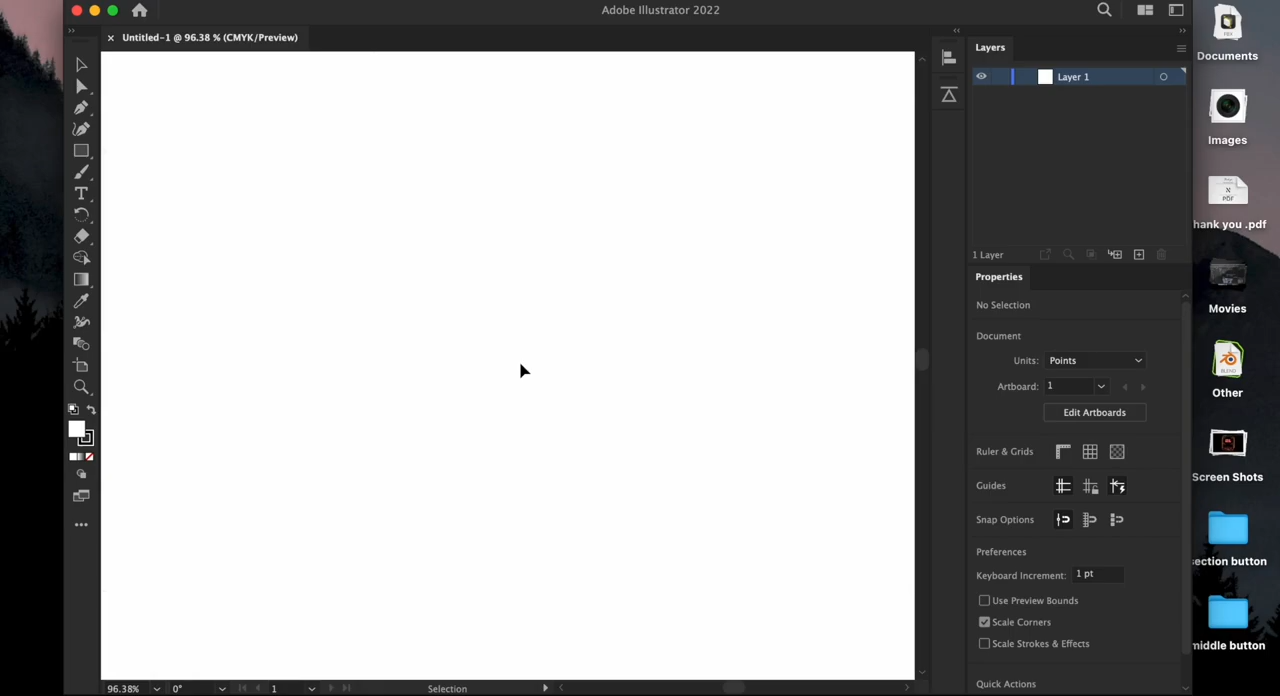 Adobe Illustrator 2022
Untitled-1 @ 96.38 % (CMYK/Preview)
Layers
Layer 1
1 Layer
Properties
No Selection
Document
Units: Points
Artboard: 1
Edit Artboards
Ruler & Grids
Guides
Snap Options
Preferences
Keyboard Increment: 1 pt
Use Preview Bounds
Scale Corners
Scale Strokes & Effects
Quick Actions
96.38% 0° 1 Selection
Documents
Images
PDF
hank you .pdf
Movies
BLEND
Other
Screen Shots
section button
middle button